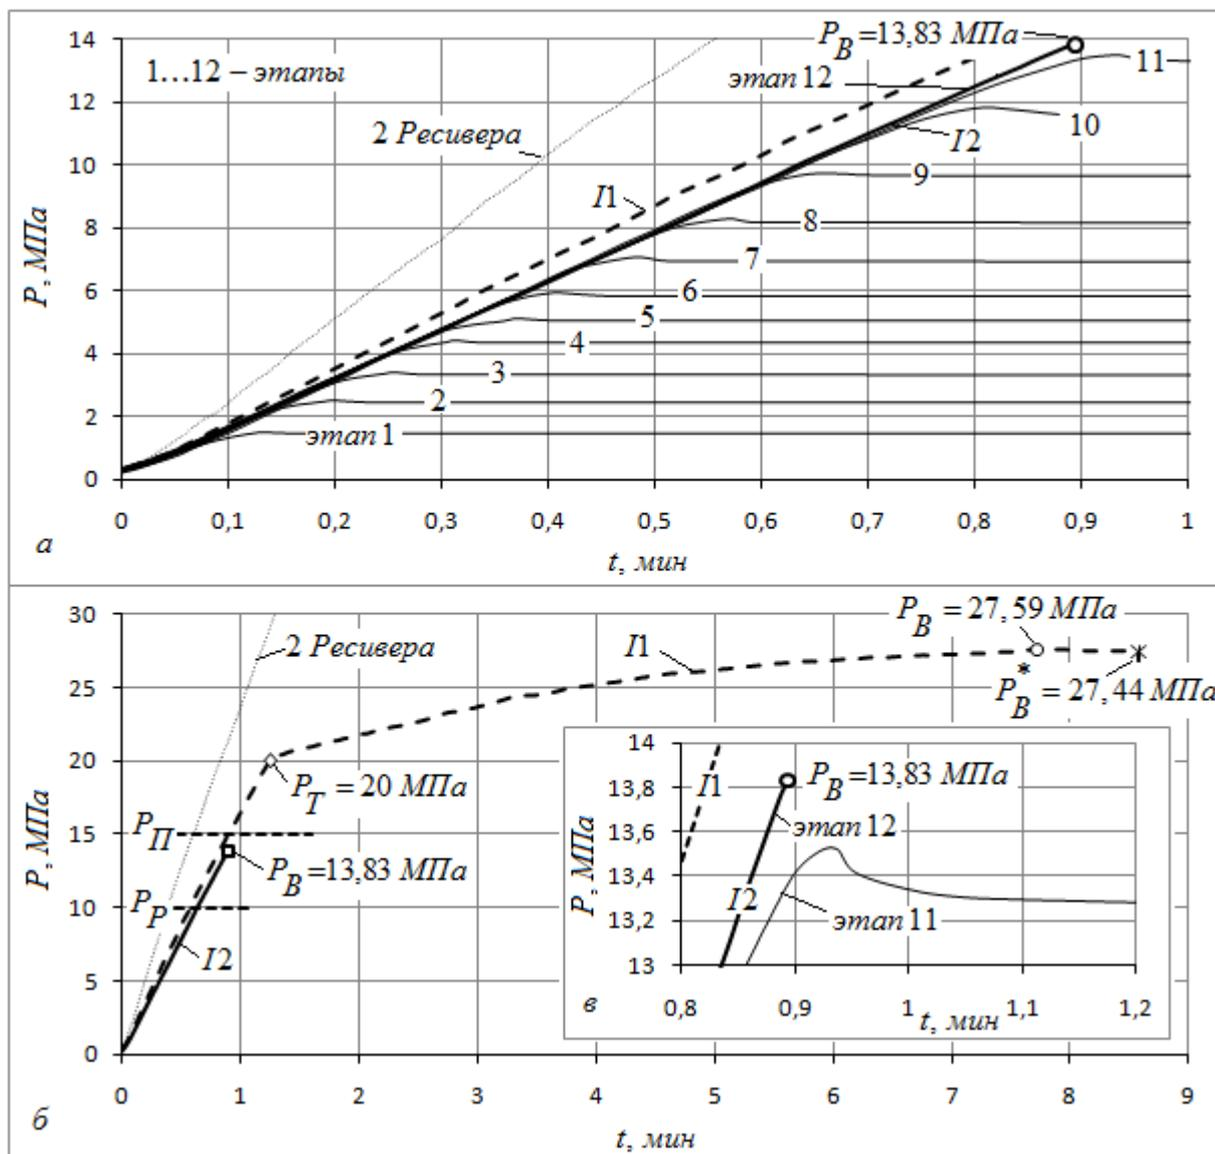 P_B =13,83 МПа
14
1...12 – этапы
этап 12
11
12
2 Ресивера
10
I2
10
9
I1
8
8
7
6
6
5
4
4
3
2
2
этап 1
0
P, МПа
0
0,1
0,2
0,3
0,4
0,5
0,6
0,7
0,8
0,9
1
а
t, мин
30
P_B = 27,59 МПа
2 Ресивера
I1
25
P_B^* = 27,44 МПа
20
P_T = 20 МПа
15
P_П
P_B =13,83 МПа
10
P_P
I2
5
0
P, МПа
14
P_B =13,83 МПа
13,8
I1
этап 12
13,6
13,4
I2
13,2
этап 11
13
P, МПа
в
0,8
0,9
1
1,1
1,2
t, мин
0
1
2
3
4
5
6
7
8
9
б
t, мин